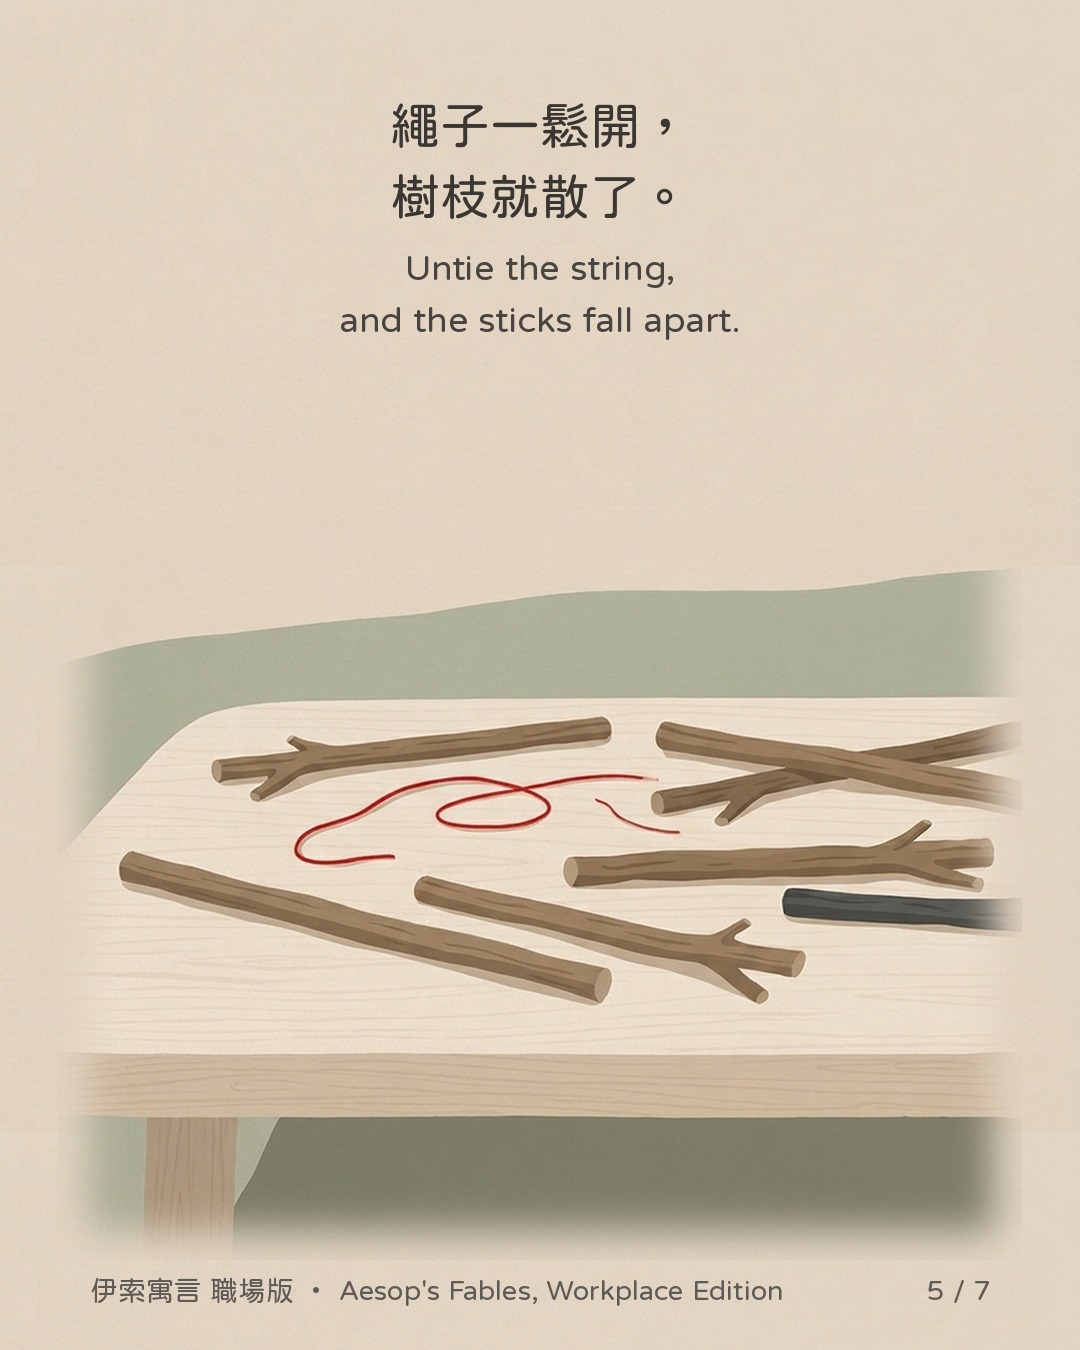 繩子一鬆開，
樹枝就散了。
Untie the string,
and the sticks fall apart.
伊索寓言 職場版 • Aesop's Fables, Workplace Edition 5 / 7